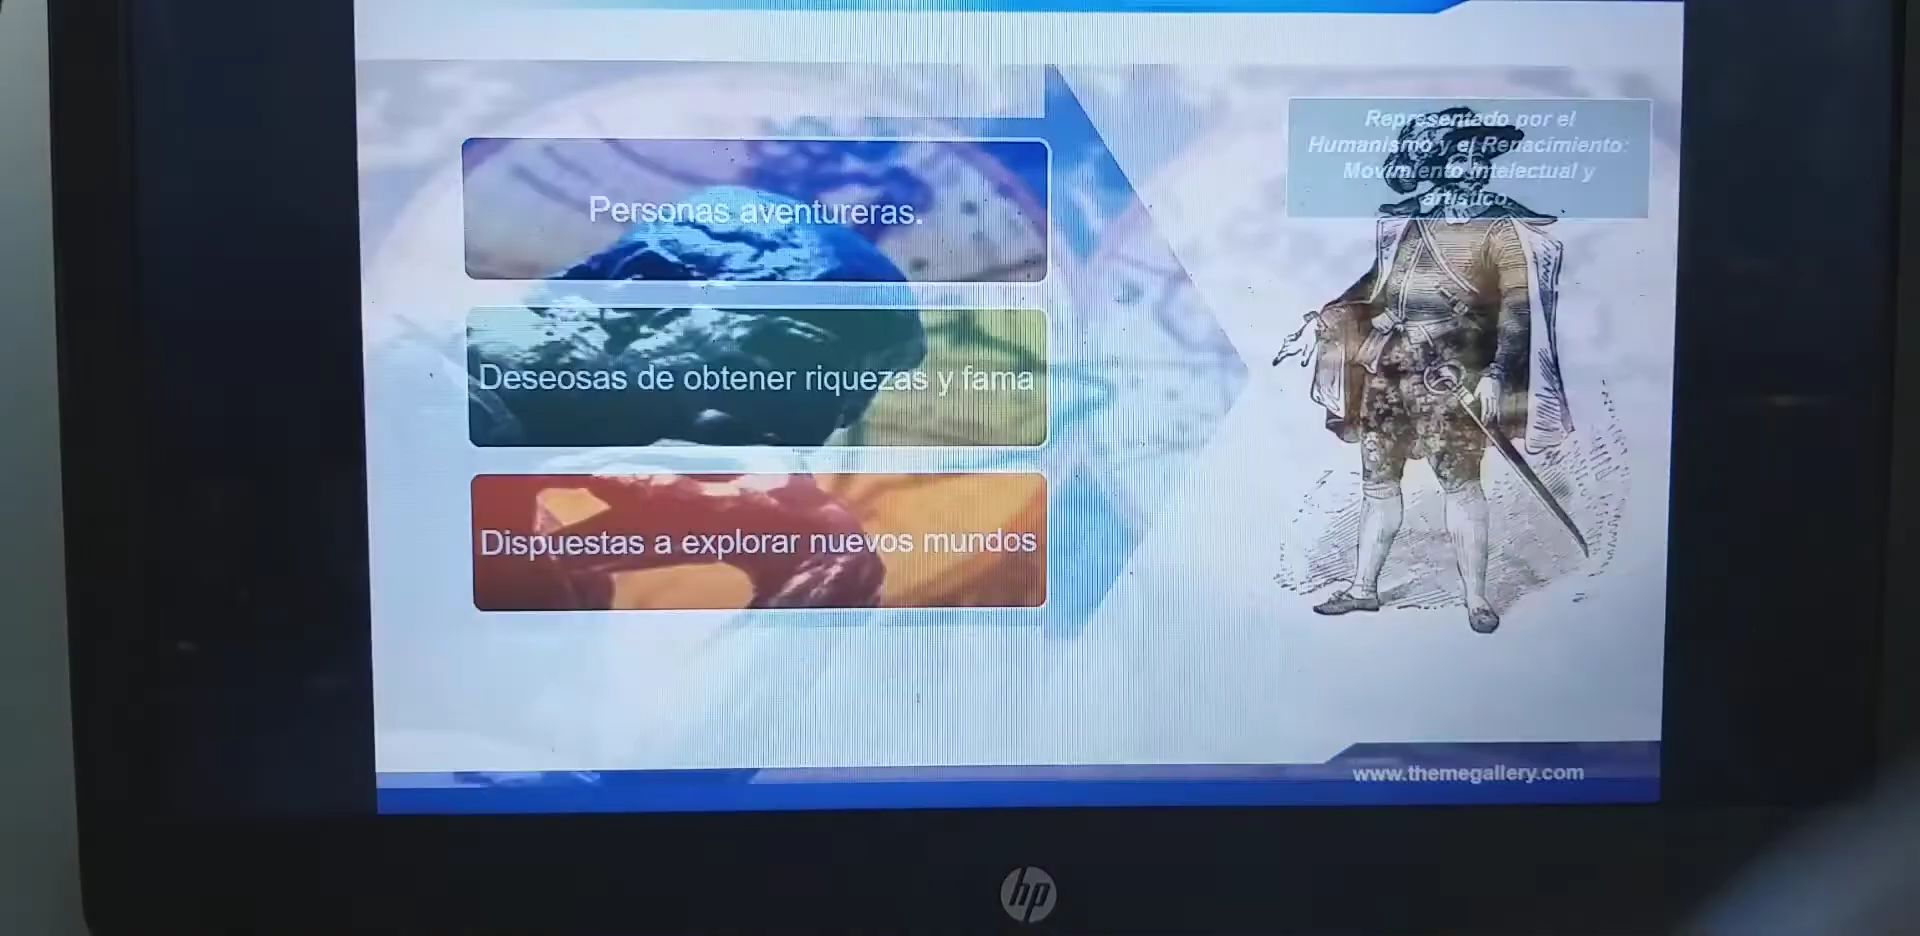 Personas aventureras.
Deseosas de obtener riquezas y fama
Dispuestas a explorar nuevos mundos
Representado por el
Humanismo y el Renacimiento:
Movimiento intelectual y
artístico.
www.themegallery.com
hp